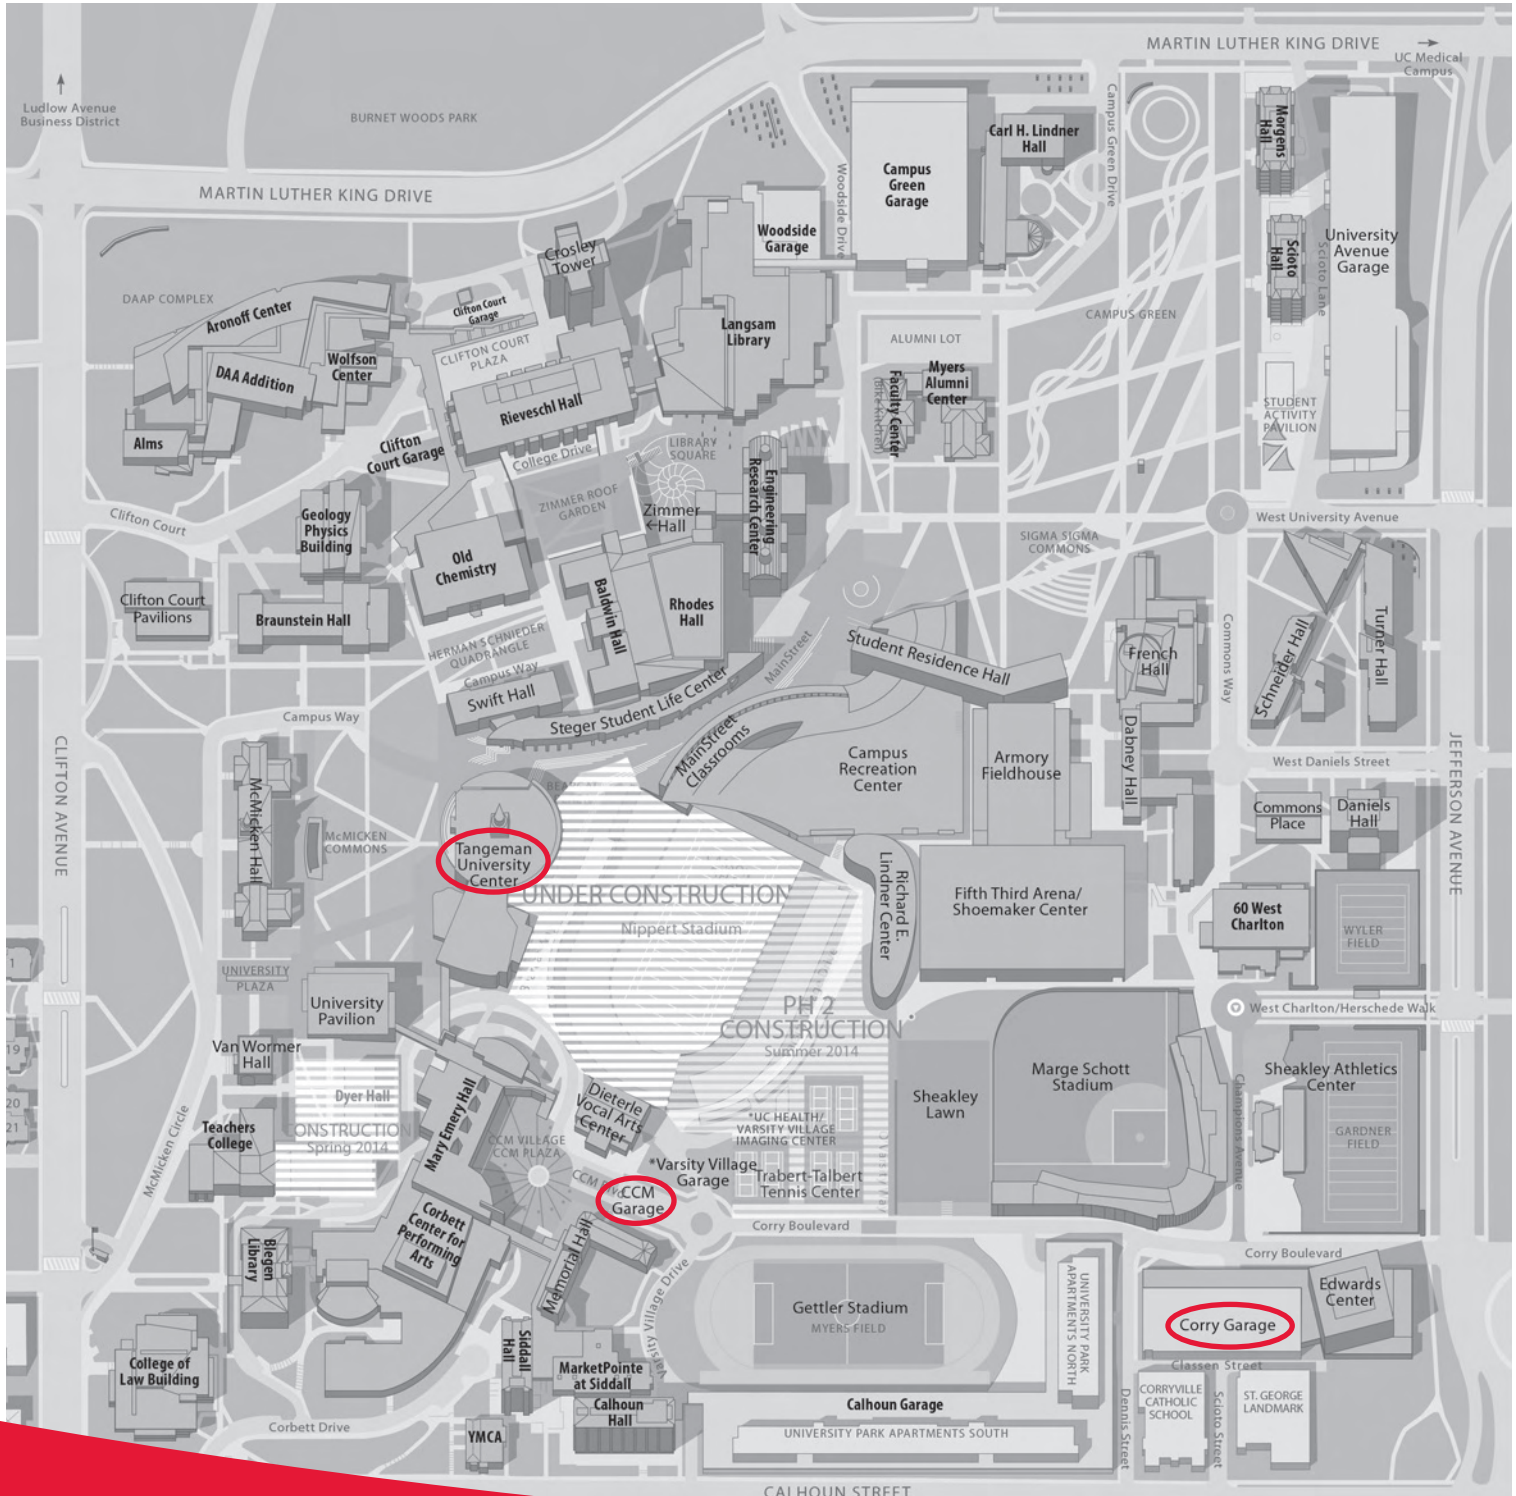 MARTIN LUTHER KING DRIVE
UC Medical
Campus
Ludlow Avenue
Business District
BURNET WOODS PARK
MARTIN LUTHER KING DRIVE
Woodside Drive
Campus
Green
Garage
Carl H. Lindner
Hall
Campus Green Drive
Morgens
Hall
Scioto
Hall
Scioto Lane
University
Avenue
Garage
Woodside
Garage
Crosley
Tower
DAAP COMPLEX
Aronoff Center
Clifton Court
Garage
CLIFTON COURT
PLAZA
Langsam
Library
CAMPUS GREEN
ALUMNI LOT
Wolfson
Center
DAA Addition
Rieveschl Hall
Faculty Center
(Bike Kitchen)
Myers
Alumni
Center
STUDENT
ACTIVITY
PAVILION
Alms
Clifton
Court Garage
College Drive
LIBRARY
SQUARE
Engineering
Research Center
ZIMMER ROOF
GARDEN
Zimmer
Hall
Clifton Court
Geology
Physics
Building
West University Avenue
SIGMA SIGMA
COMMONS
Old
Chemistry
Baldwin Hall
Rhodes
Hall
Clifton Court
Pavilions
Braunstein Hall
HERMAN SCHNIEDER
QUADRANGLE
Campus Way
Swift Hall
Steger Student Life Center
MainStreet
Student Residence Hall
French
Hall
Commons Way
Schneider Hall
Turner Hall
Campus Way
CLIFTON AVENUE
McMicken Hall
McMICKEN
COMMONS
MainStreet
Classrooms
Campus
Recreation
Center
Armory
Fieldhouse
Dabney Hall
West Daniels Street
JEFFERSON AVENUE
Commons
Place
Daniels
Hall
Tangeman
University
Center
UNDER CONSTRUCTION
Nippert Stadium
Richard E.
Lindner Center
Fifth Third Arena/
Shoemaker Center
60 West
Charlton
WYLER
FIELD
1
UNIVERSITY
PLAZA
University
Pavilion
PH 2
CONSTRUCTION
Summer 2014
West Charlton/Herschede Walk
19
Van Wormer
Hall
Dyer Hall
CONSTRUCTION
Spring 2014
Mary Emery Hall
Dieterle
Vocal Arts
Center
Sheakley
Lawn
Marge Schott
Stadium
Sheakley Athletics
Center
Champions Avenue
GARDNER
FIELD
20
21
Teachers
College
McMicken Circle
CCM VILLAGE
CCM PLAZA
*UC HEALTH/
VARSITY VILLAGE
IMAGING CENTER
*Varsity Village
Garage
Trabert-Talbert
Tennis Center
CCM Blvd
CCM
Garage
Corry Boulevard
Blegen
Library
Corbett
Center for
Performing
Arts
Memorial Hall
Varsity Village Drive
Gettler Stadium
MYERS FIELD
UNIVERSITY PARK
APARTMENTS NORTH
Corry Boulevard
Edwards
Center
Corry Garage
Classen Street
College of
Law Building
Siddall
Hall
MarketPointe
at Siddall
Calhoun
Hall
Calhoun Garage
UNIVERSITY PARK APARTMENTS SOUTH
Dennis Street
CORRYVILLE
CATHOLIC
SCHOOL
Scioto Street
ST. GEORGE
LANDMARK
Corbett Drive
YMCA
CALHOUN STREET